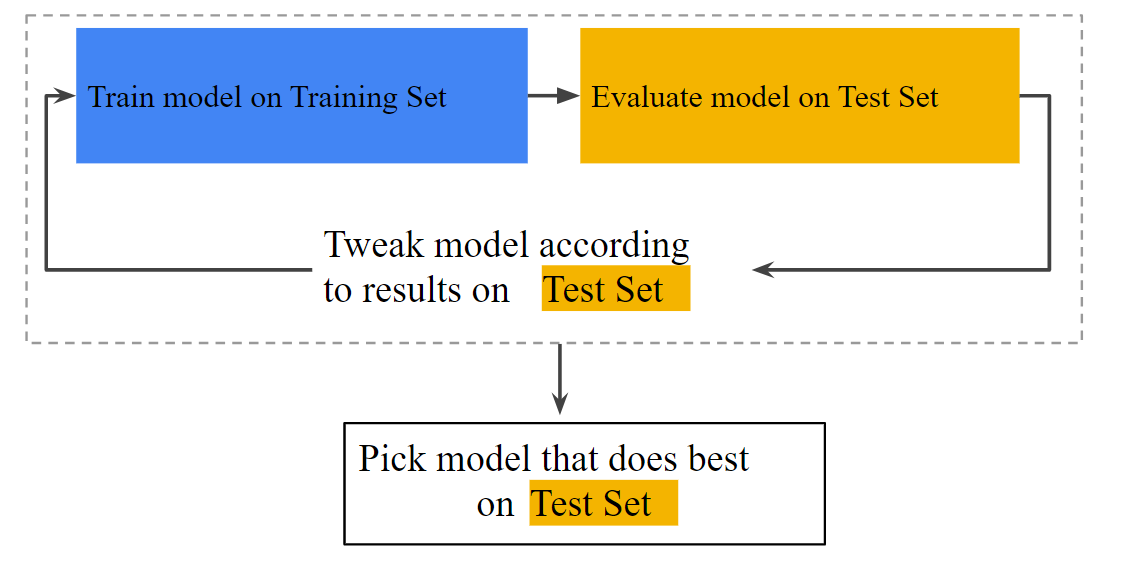 Train model on Training Set
Evaluate model on Test Set
Tweak model according
to results on Test Set
Pick model that does best
on Test Set